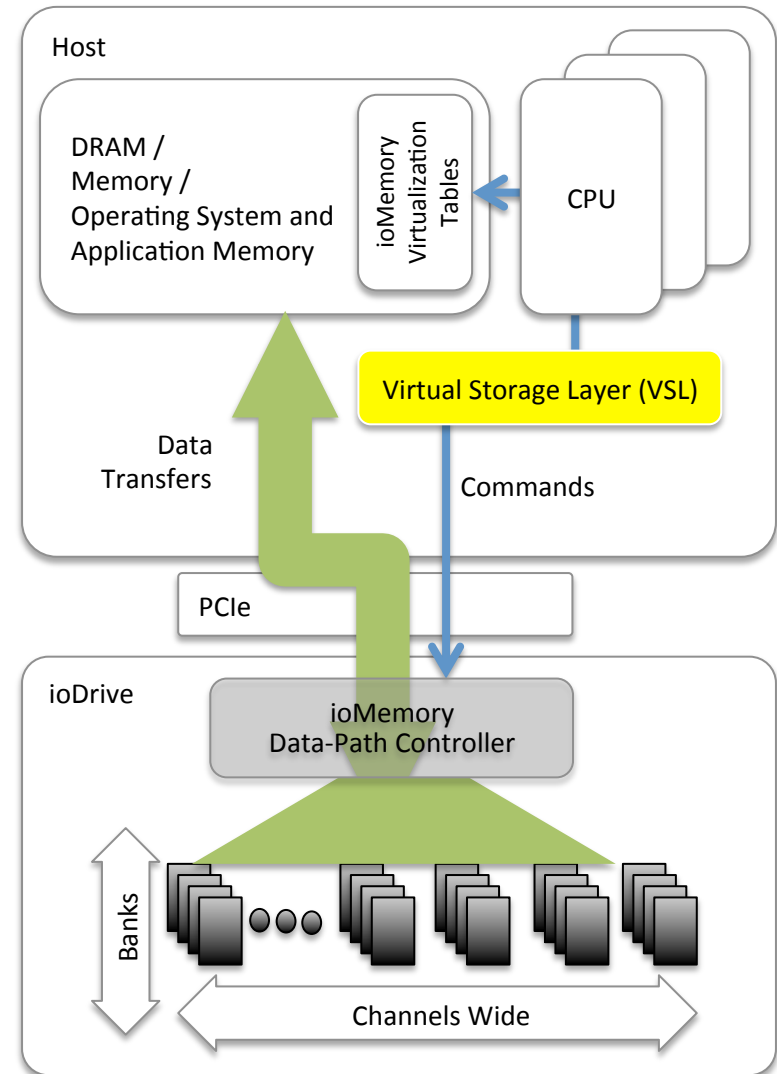 Host
DRAM /
Memory /
Operating System and
Application Memory
ioMemory
Virtualization
Tables
CPU
Virtual Storage Layer (VSL)
Data
Transfers
Commands
PCIe
ioDrive
ioMemory
Data-Path Controller
Banks
Channels Wide